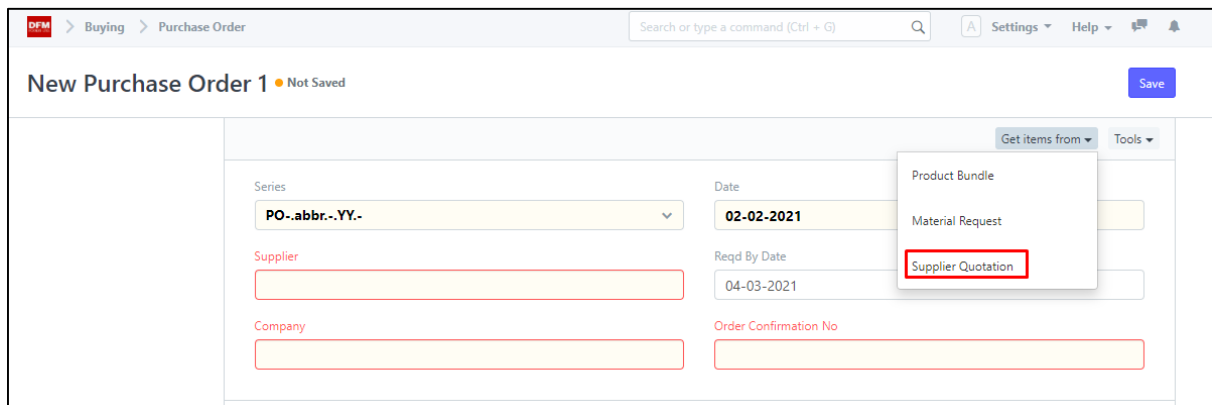 DFM > Buying > Purchase Order Search or type a command (Ctrl + G) A Settings Help
New Purchase Order 1 Not Saved Save
Get items from Tools
Product Bundle
Material Request
Supplier Quotation
Series Date
PO-.abbr.-.YY.- 02-02-2021
Supplier Reqd By Date
04-03-2021
Company Order Confirmation No